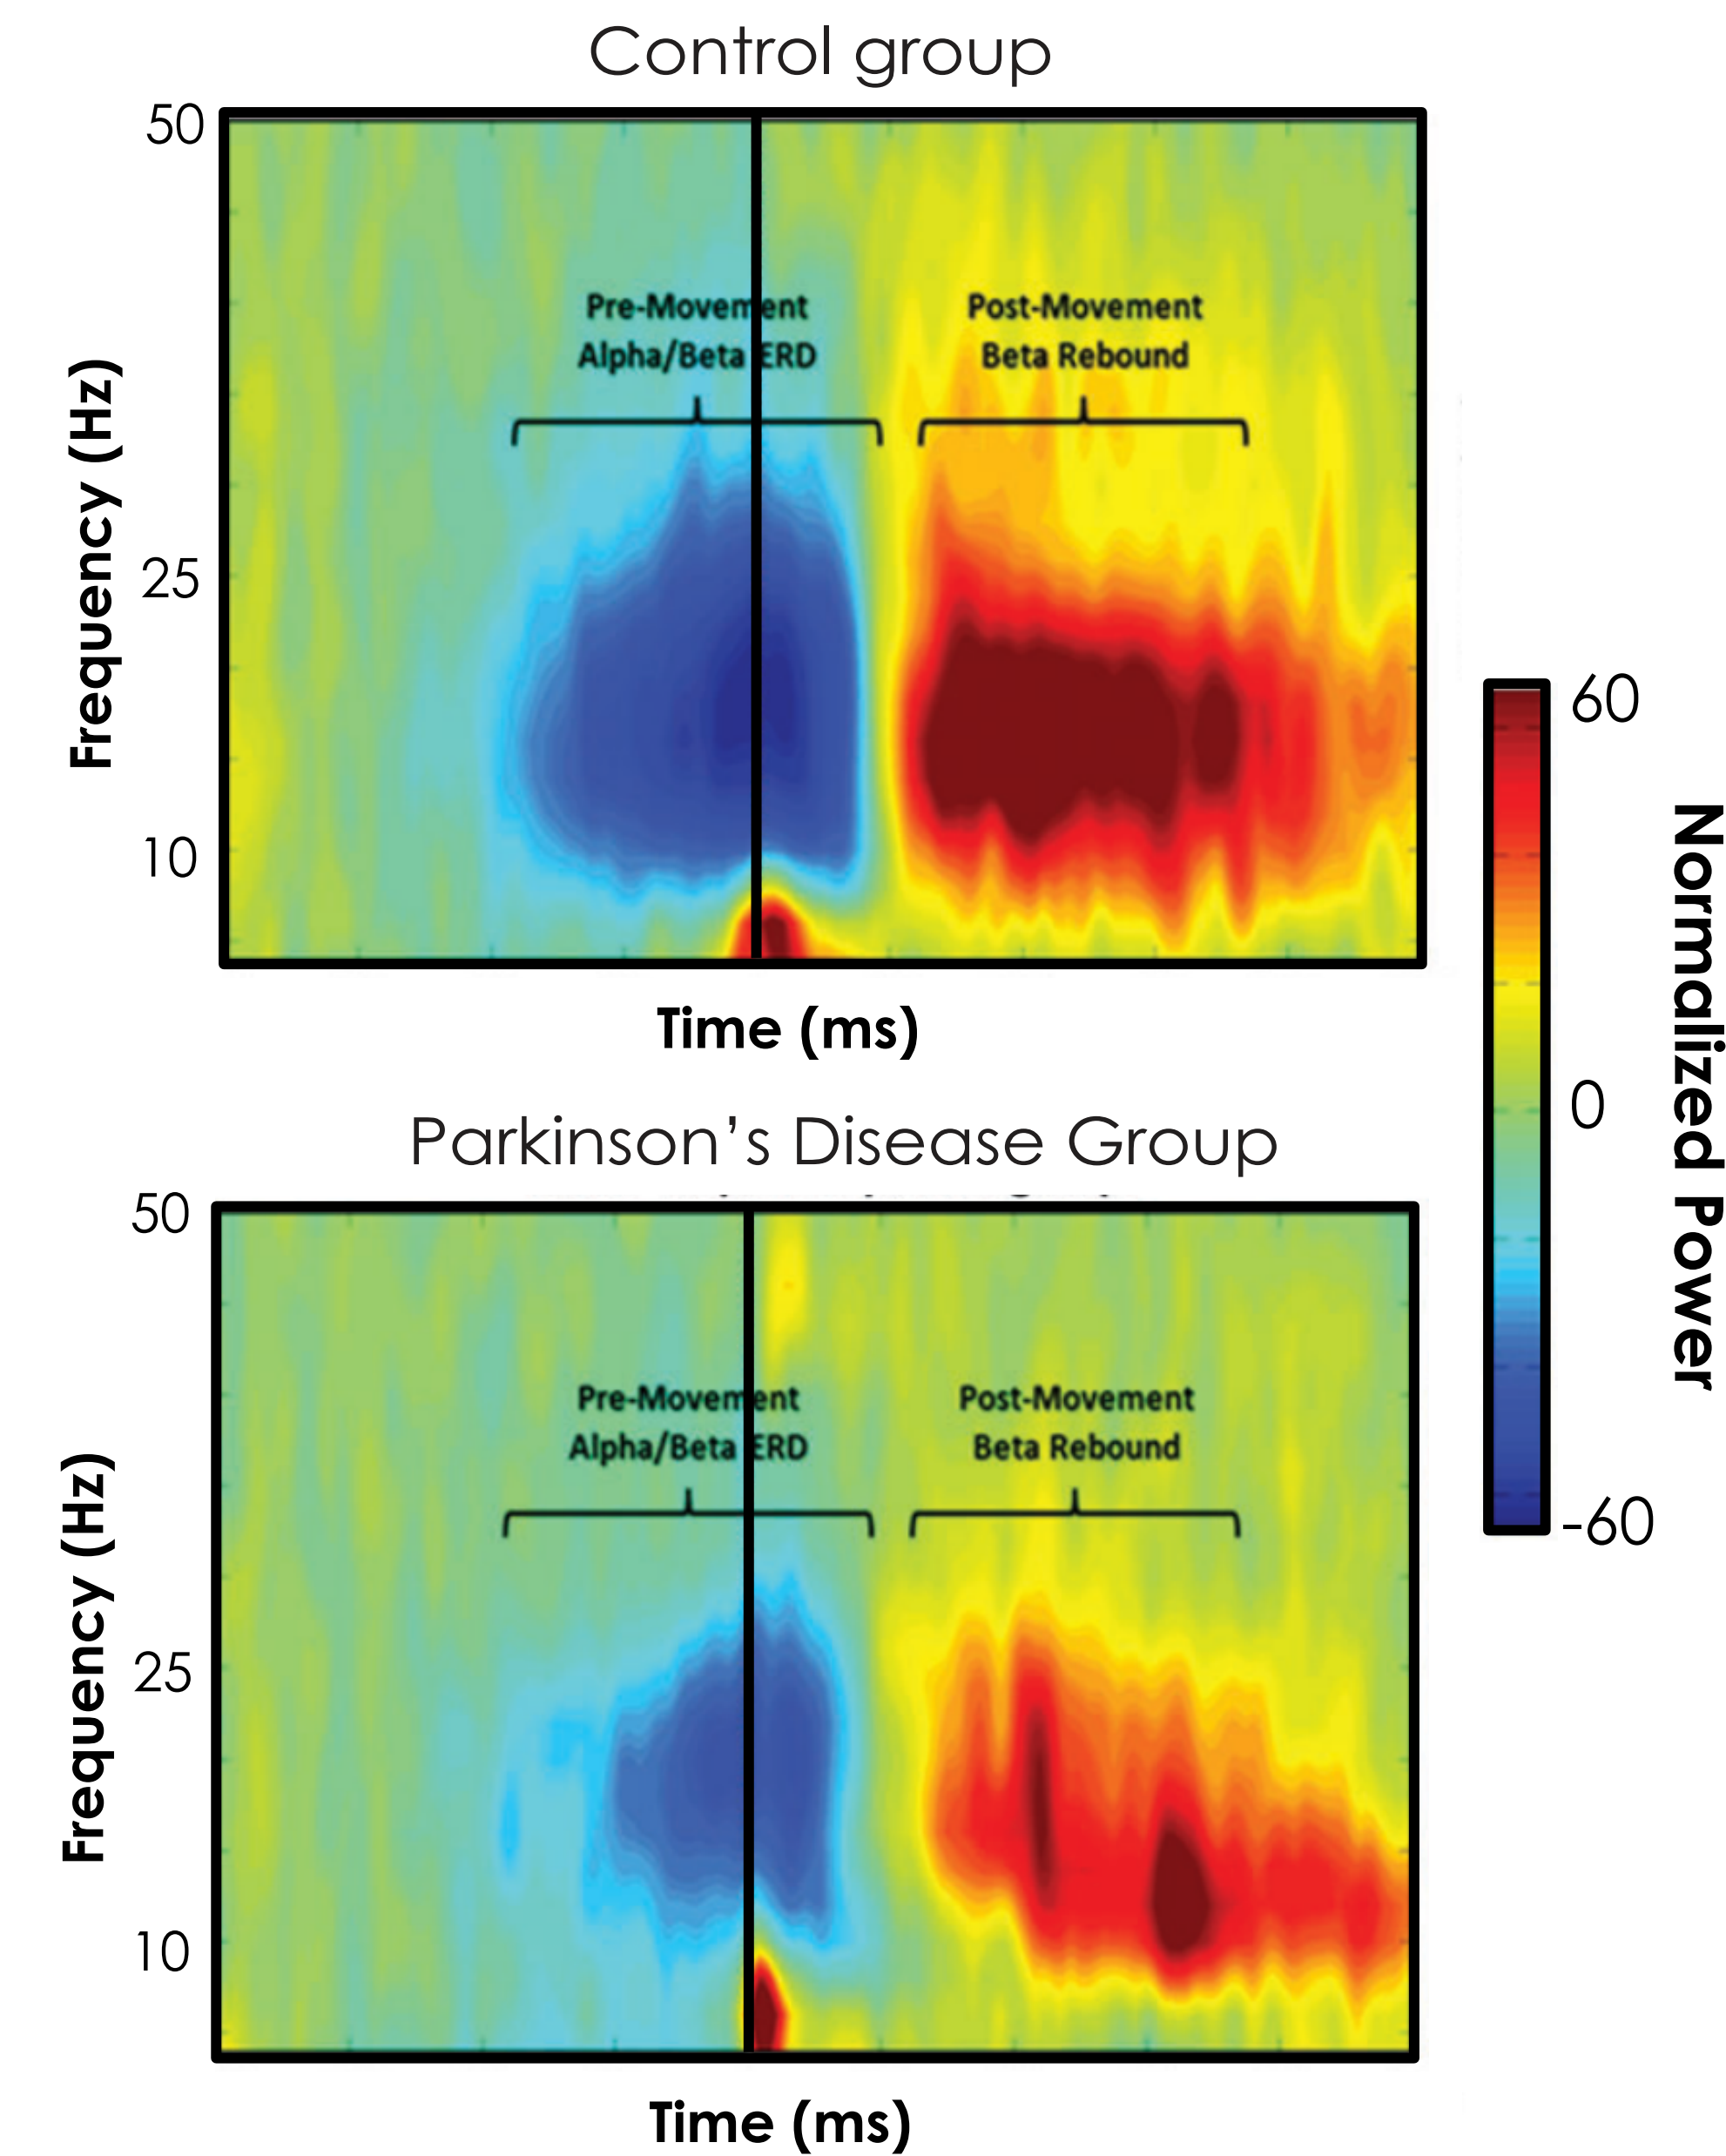 Control group
50
Pre-Movement
Alpha/Beta ERD
Post-Movement
Beta Rebound
Frequency (Hz)
25
10
Time (ms)
60
0
-60
Normalized Power
Parkinson’s Disease Group
50
Pre-Movement
Alpha/Beta ERD
Post-Movement
Beta Rebound
Frequency (Hz)
25
10
Time (ms)